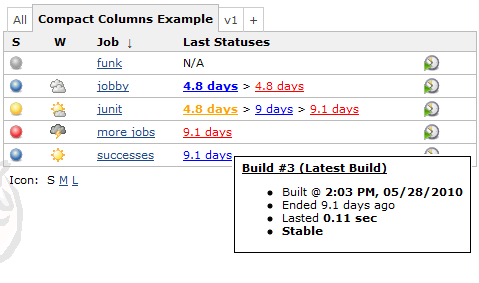 All Compact Columns Example v1 +
S W Job ↓ Last Statuses
funk N/A
jobby 4.8 days > 4.8 days
junit 4.8 days > 9 days > 9.1 days
more jobs 9.1 days
successes 9.1 days
Icon: S M L
Build #3 (Latest Build)
Built @ 2:03 PM, 05/28/2010
Ended 9.1 days ago
Lasted 0.11 sec
Stable